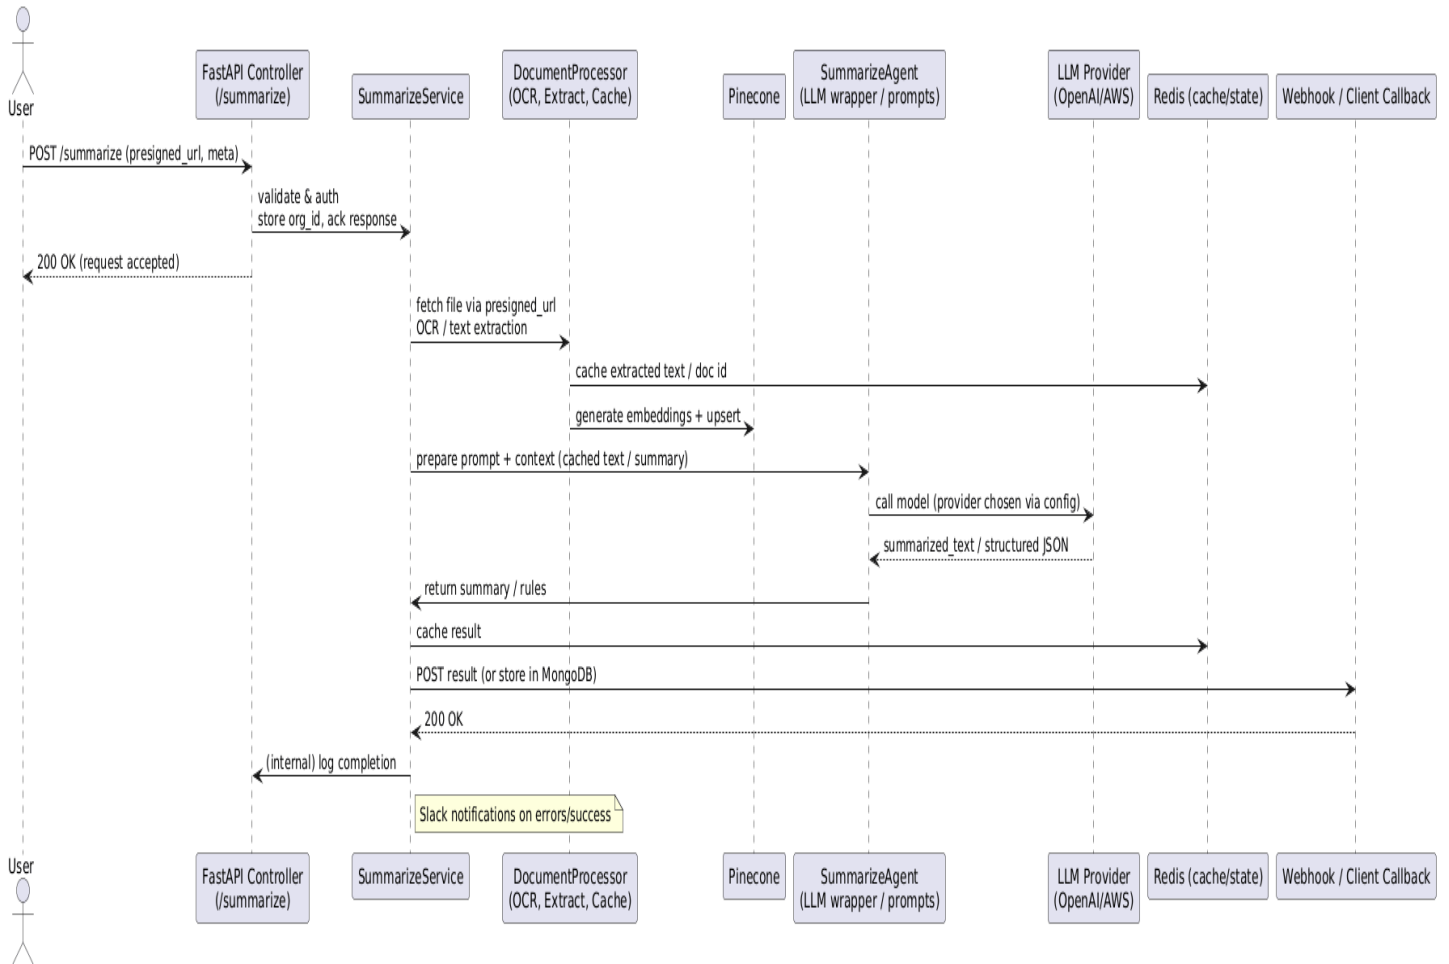 User
FastAPI Controller
(/summarize)
SummarizeService
DocumentProcessor
(OCR, Extract, Cache)
Pinecone
SummarizeAgent
(LLM wrapper / prompts)
LLM Provider
(OpenAI/AWS)
Redis (cache/state)
Webhook / Client Callback
POST /summarize (presigned_url, meta)
validate & auth
store org_id, ack response
200 OK (request accepted)
fetch file via presigned_url
OCR / text extraction
cache extracted text / doc id
generate embeddings + upsert
prepare prompt + context (cached text / summary)
call model (provider chosen via config)
summarized_text / structured JSON
return summary / rules
cache result
POST result (or store in MongoDB)
200 OK
(internal) log completion
Slack notifications on errors/success
User
FastAPI Controller
(/summarize)
SummarizeService
DocumentProcessor
(OCR, Extract, Cache)
Pinecone
SummarizeAgent
(LLM wrapper / prompts)
LLM Provider
(OpenAI/AWS)
Redis (cache/state)
Webhook / Client Callback